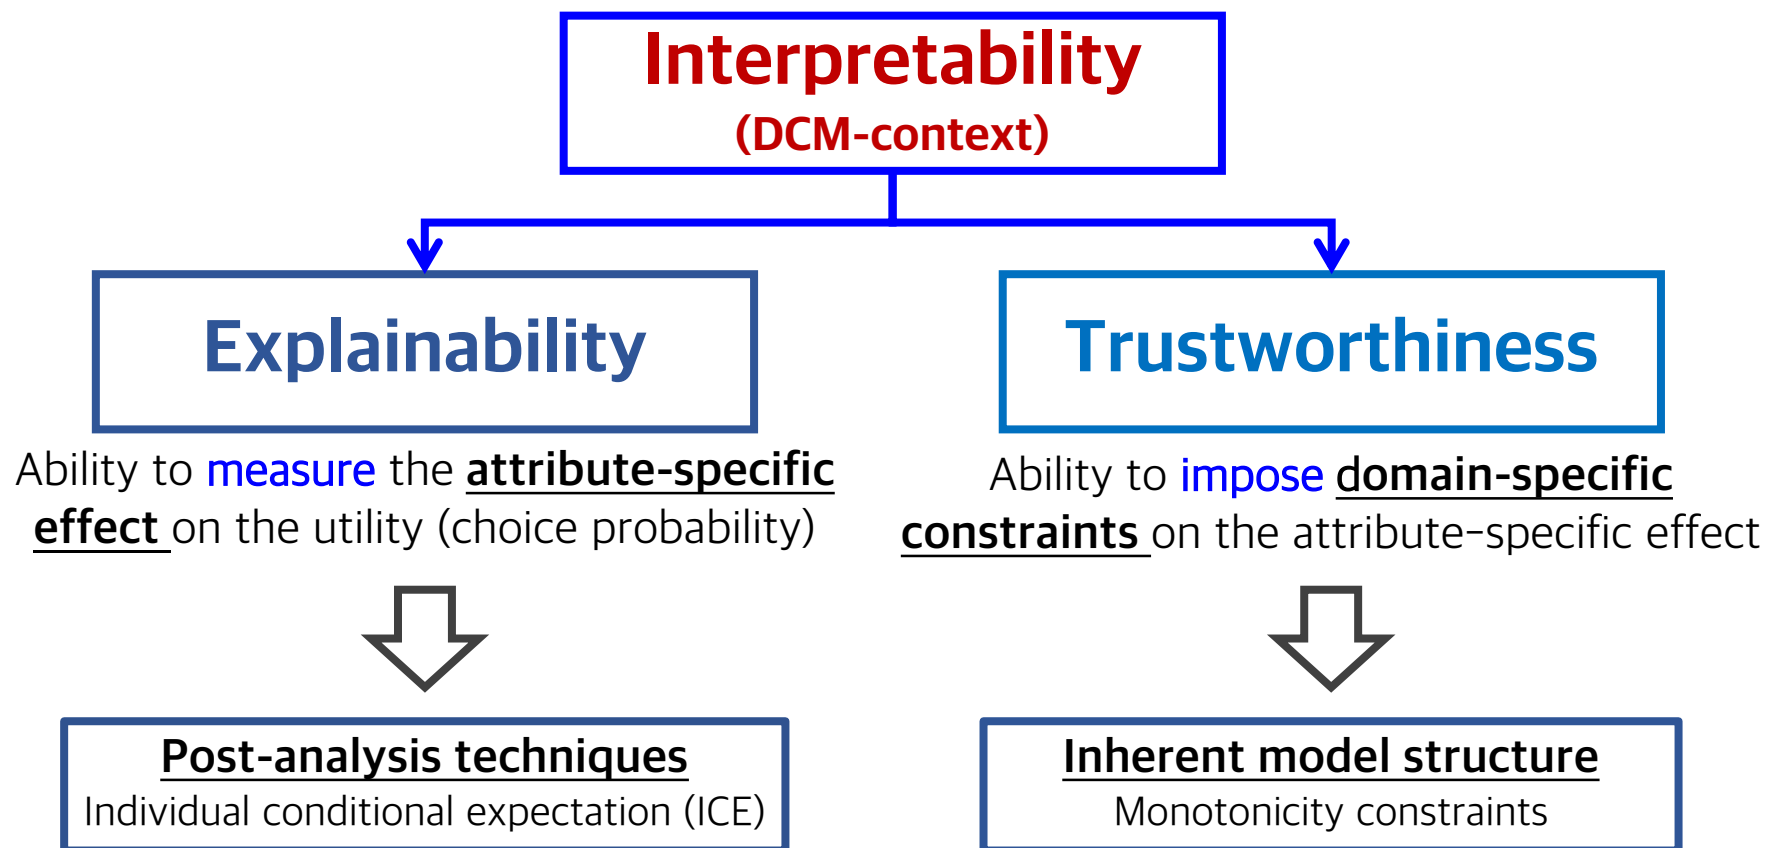 Interpretability
(DCM-context)
Explainability
Trustworthiness
Ability to measure the attribute-specific
effect on the utility (choice probability)
Ability to impose domain-specific
constraints on the attribute-specific effect
Post-analysis techniques
Individual conditional expectation (ICE)
Inherent model structure
Monotonicity constraints